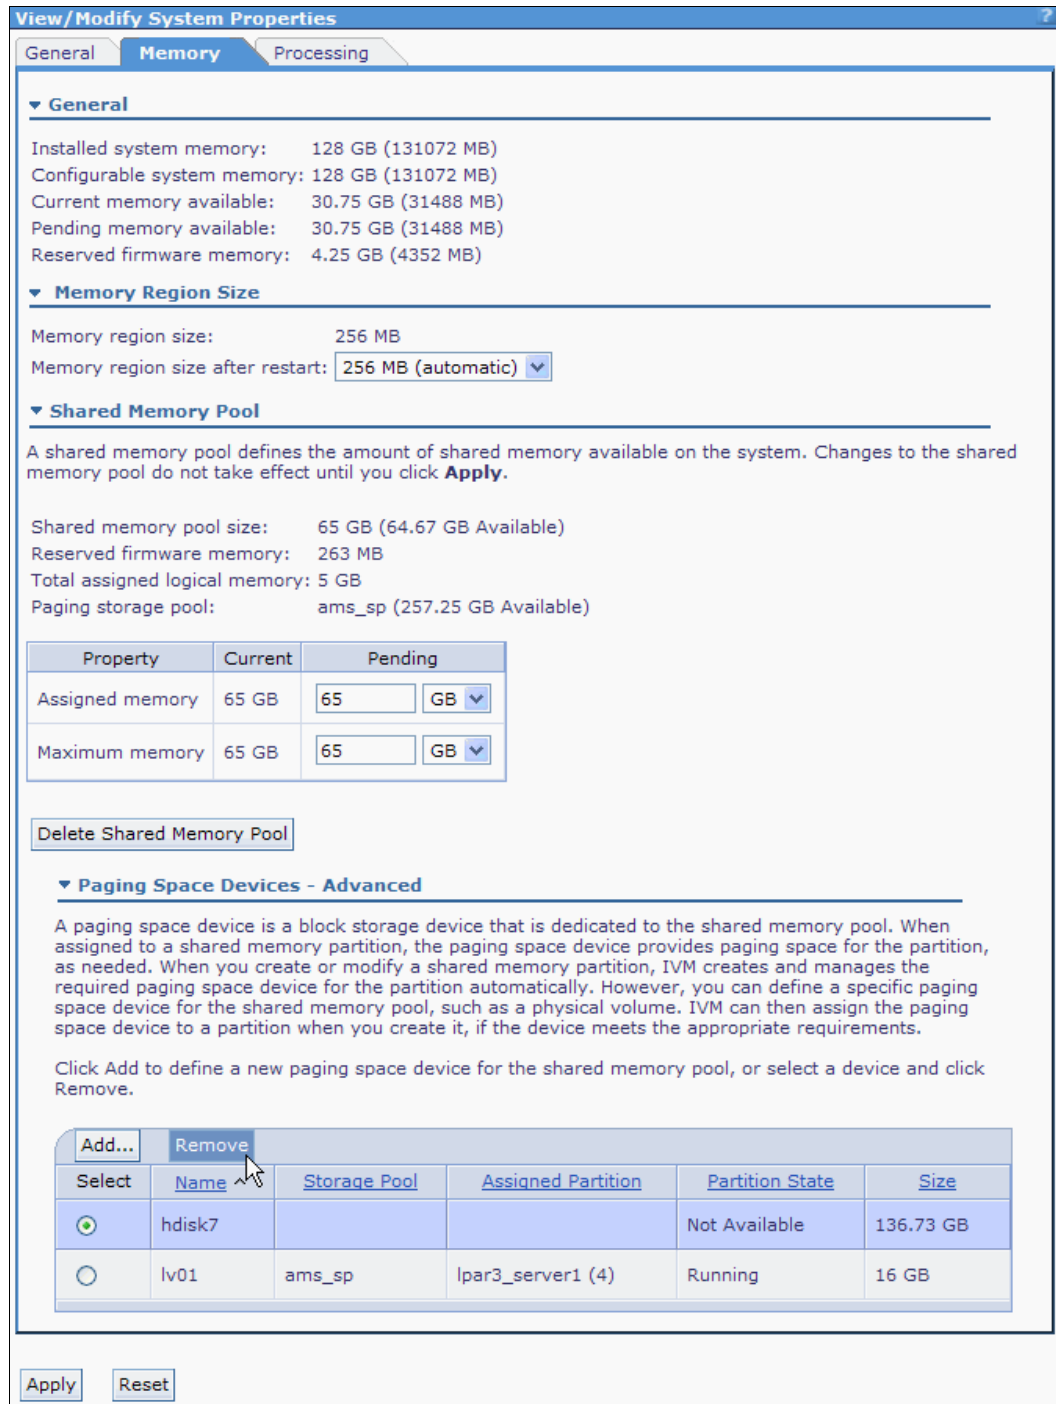 View/Modify System Properties ?
General Memory Processing
General
Installed system memory: 128 GB (131072 MB)
Configurable system memory: 128 GB (131072 MB)
Current memory available: 30.75 GB (31488 MB)
Pending memory available: 30.75 GB (31488 MB)
Reserved firmware memory: 4.25 GB (4352 MB)
Memory Region Size
Memory region size: 256 MB
Memory region size after restart: 256 MB (automatic)
Shared Memory Pool
A shared memory pool defines the amount of shared memory available on the system. Changes to the shared
memory pool do not take effect until you click Apply.
Shared memory pool size: 65 GB (64.67 GB Available)
Reserved firmware memory: 263 MB
Total assigned logical memory: 5 GB
Paging storage pool: ams_sp (257.25 GB Available)
Property Current Pending
Assigned memory 65 GB 65 GB
Maximum memory 65 GB 65 GB
Delete Shared Memory Pool
Paging Space Devices - Advanced
A paging space device is a block storage device that is dedicated to the shared memory pool. When
assigned to a shared memory partition, the paging space device provides paging space for the partition,
as needed. When you create or modify a shared memory partition, IVM creates and manages the
required paging space device for the partition automatically. However, you can define a specific paging
space device for the shared memory pool, such as a physical volume. IVM can then assign the paging
space device to a partition when you create it, if the device meets the appropriate requirements.
Click Add to define a new paging space device for the shared memory pool, or select a device and click
Remove.
Add... Remove
Select Name Storage Pool Assigned Partition Partition State Size
hdisk7 Not Available 136.73 GB
lv01 ams_sp lpar3_server1 (4) Running 16 GB
Apply Reset